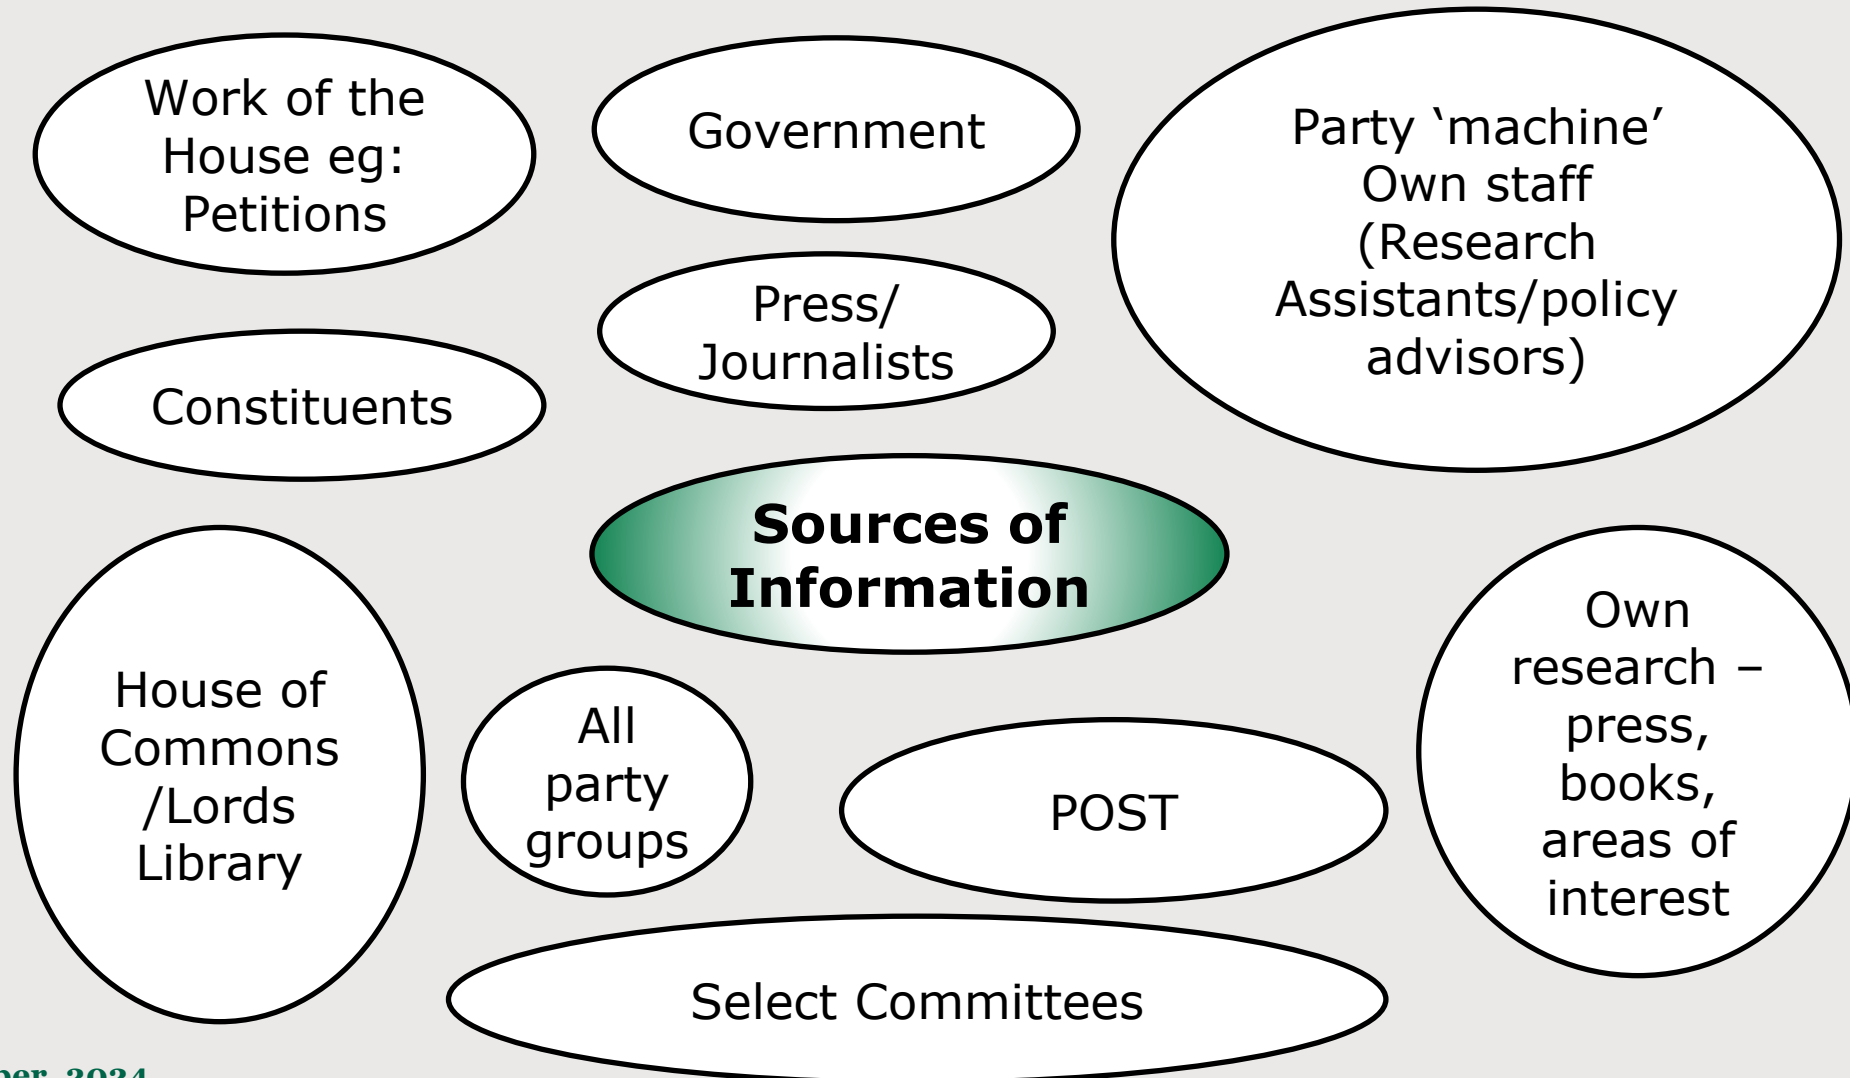 Work of the
House eg:
Petitions
Government
Party ‘machine’
Own staff
(Research
Assistants/policy
advisors)
Press/
Journalists
Constituents
Sources of
Information
House of
Commons
/Lords
Library
All
party
groups
POST
Own
research –
press,
books,
areas of
interest
Select Committees